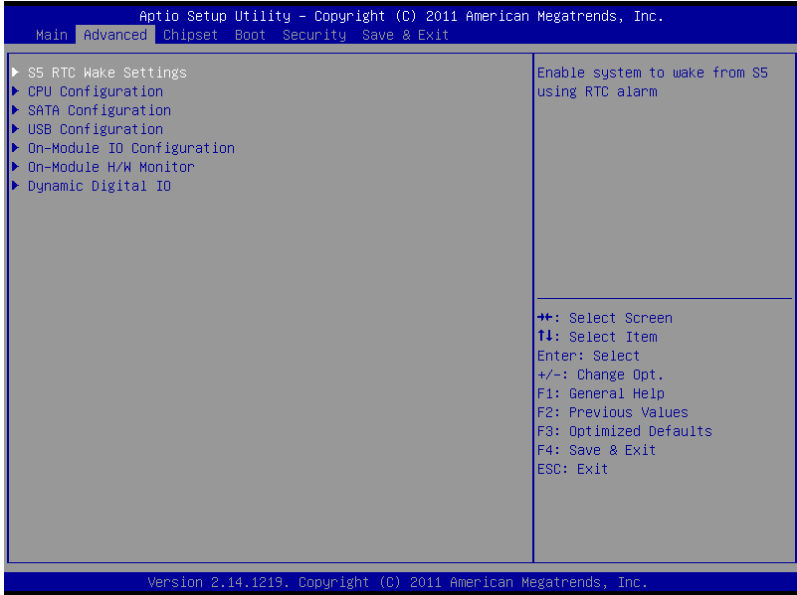 Aptio Setup Utility – Copyright (C) 2011 American Megatrends, Inc.
Main Advanced Chipset Boot Security Save & Exit
S5 RTC Wake Settings
CPU Configuration
SATA Configuration
USB Configuration
On-Module IO Configuration
On-Module H/W Monitor
Dynamic Digital IO
Enable system to wake from S5
using RTC alarm
→←: Select Screen
↑↓: Select Item
Enter: Select
+/-: Change Opt.
F1: General Help
F2: Previous Values
F3: Optimized Defaults
F4: Save & Exit
ESC: Exit
Version 2.14.1219. Copyright (C) 2011 American Megatrends, Inc.